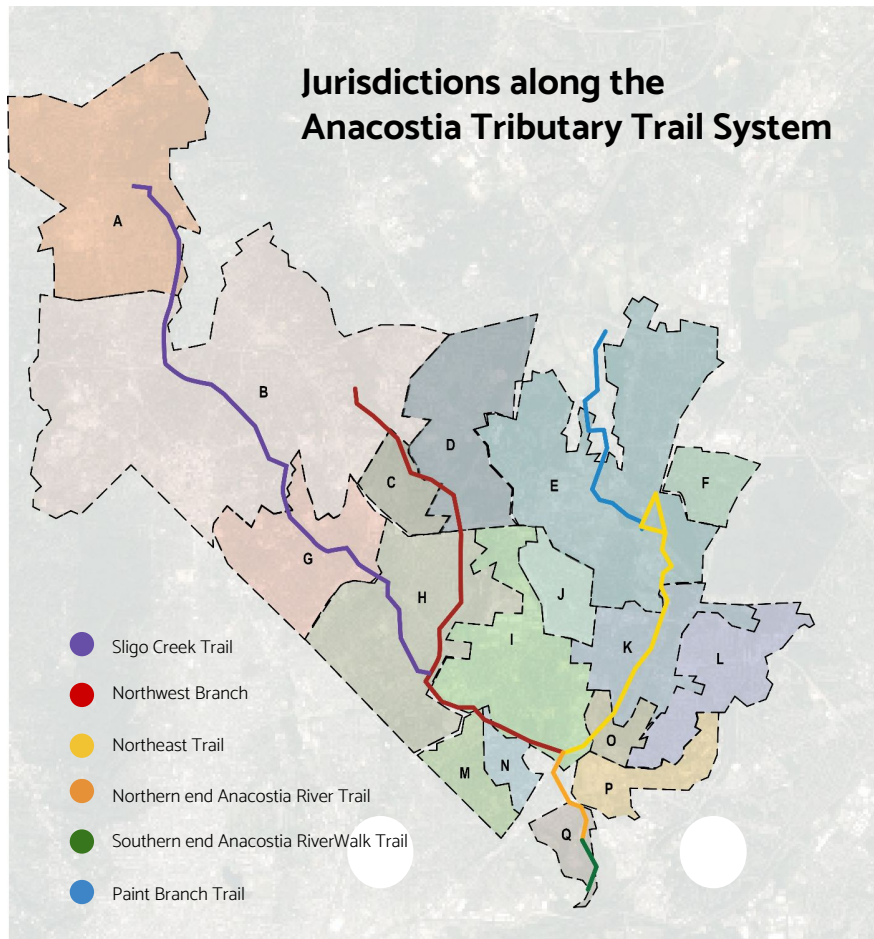 Jurisdictions along the
Anacostia Tributary Trail System
A
B
C
D
E
F
G
H
I
J
K
L
M
N
O
P
Q
Sligo Creek Trail
Northwest Branch
Northeast Trail
Northern end Anacostia River Trail
Southern end Anacostia RiverWalk Trail
Paint Branch Trail